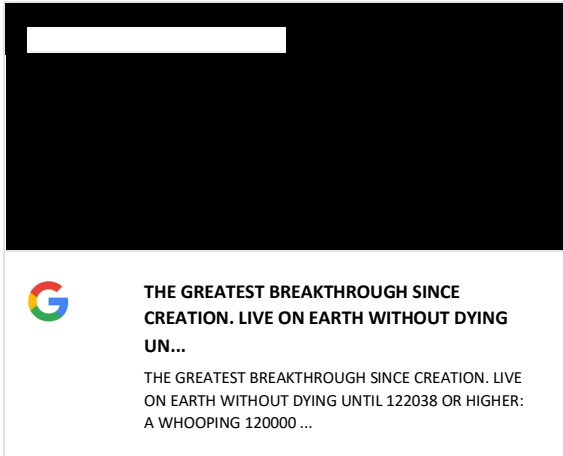 THE GREATEST BREAKTHROUGH SINCE
CREATION. LIVE ON EARTH WITHOUT DYING
UN...
THE GREATEST BREAKTHROUGH SINCE CREATION. LIVE
ON EARTH WITHOUT DYING UNTIL 122038 OR HIGHER:
A WHOOPING 120000 ...